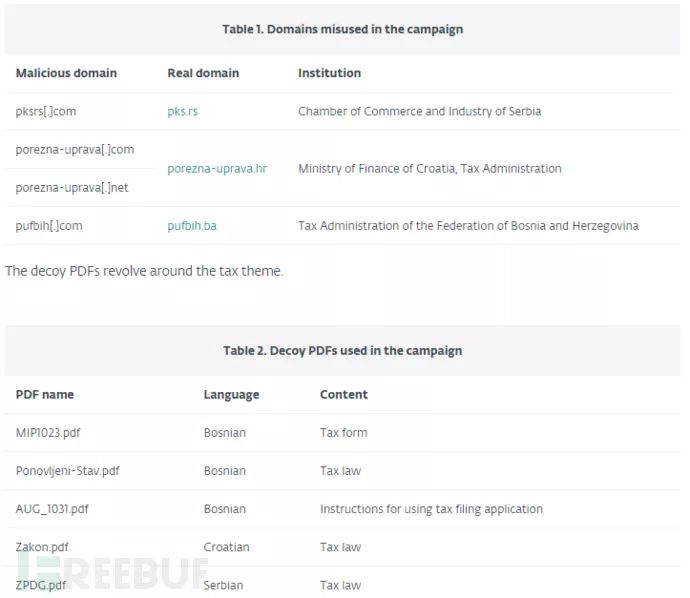 Table 1. Domains misused in the campaign
Malicious domain Real domain Institution
pksrs[.]com pks.rs Chamber of Commerce and Industry of Serbia
porezna-uprava[.]com
porezna-uprava.hr Ministry of Finance of Croatia, Tax Administration
porezna-uprava[.]net
pufbih[.]com pufbih.ba Tax Administration of the Federation of Bosnia and Herzegovina
The decoy PDFs revolve around the tax theme.
Table 2. Decoy PDFs used in the campaign
PDF name Language Content
MIP1023.pdf Bosnian Tax form
Ponovljeni-Stav.pdf Bosnian Tax law
AUG_1031.pdf Bosnian Instructions for using tax filing application
Zakon.pdf Croatian Tax law
FREEBUF
ZPDG.pdf Serbian Tax law